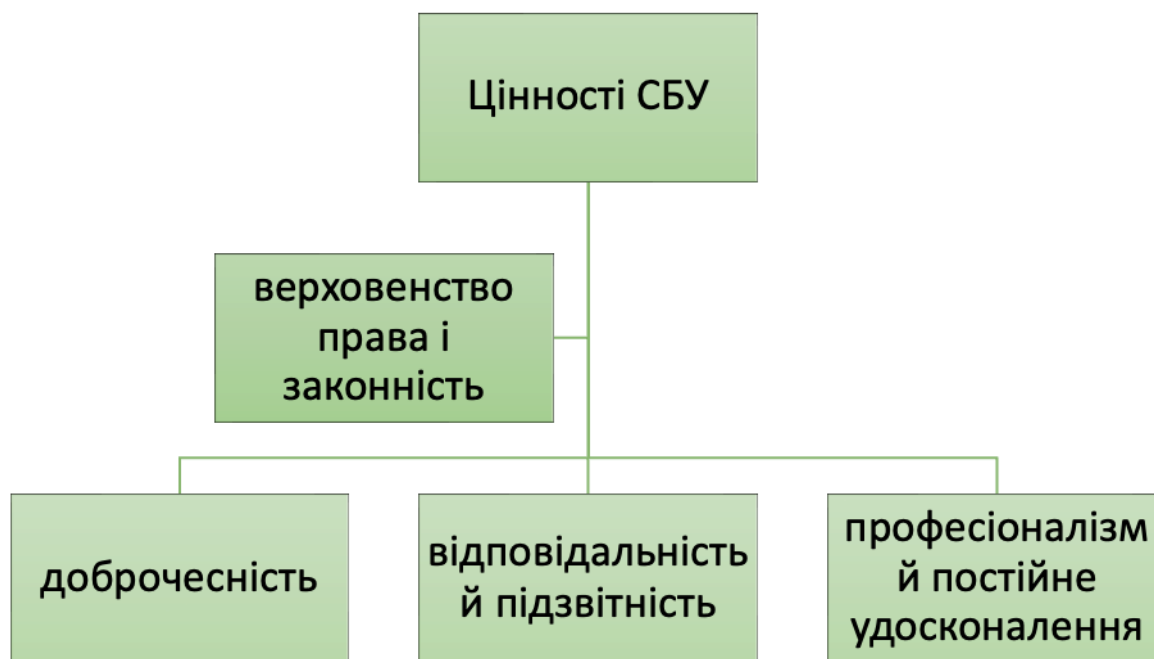 Цінності СБУ
верховенство
права і
законність
доброчесність
відповідальність
й підзвітність
професіоналізм
й постійне
удосконалення